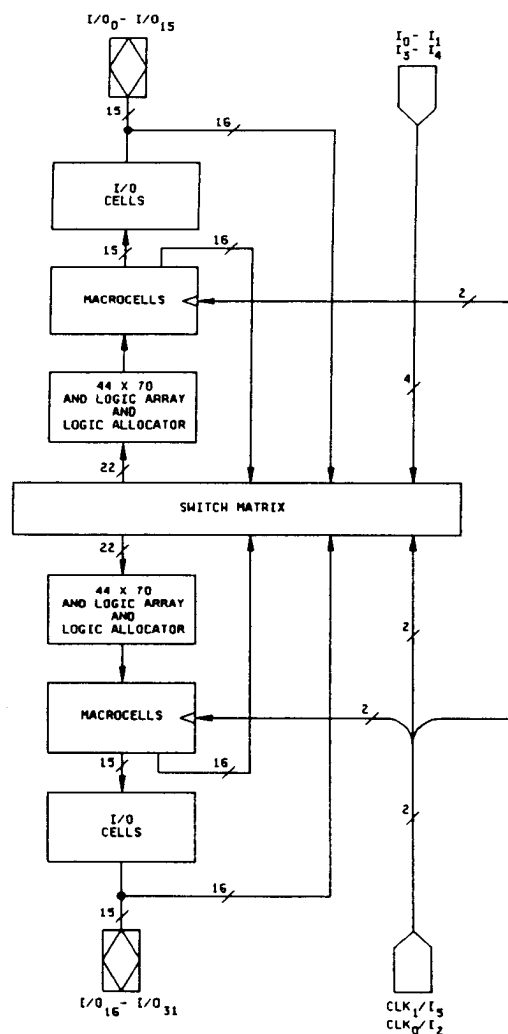 I/O0- I/O15
I0- I1
I3- I4
15
16
I/O
CELLS
15
16
MACROCELLS
2
44 X 70
AND LOGIC ARRAY
AND
LOGIC ALLOCATOR
4
22
SWITCH MATRIX
22
44 X 70
AND LOGIC ARRAY
AND
LOGIC ALLOCATOR
2
MACROCELLS
2
15
16
I/O
CELLS
2
16
15
I/O16- I/O31
CLK1/I5
CLK0/I2